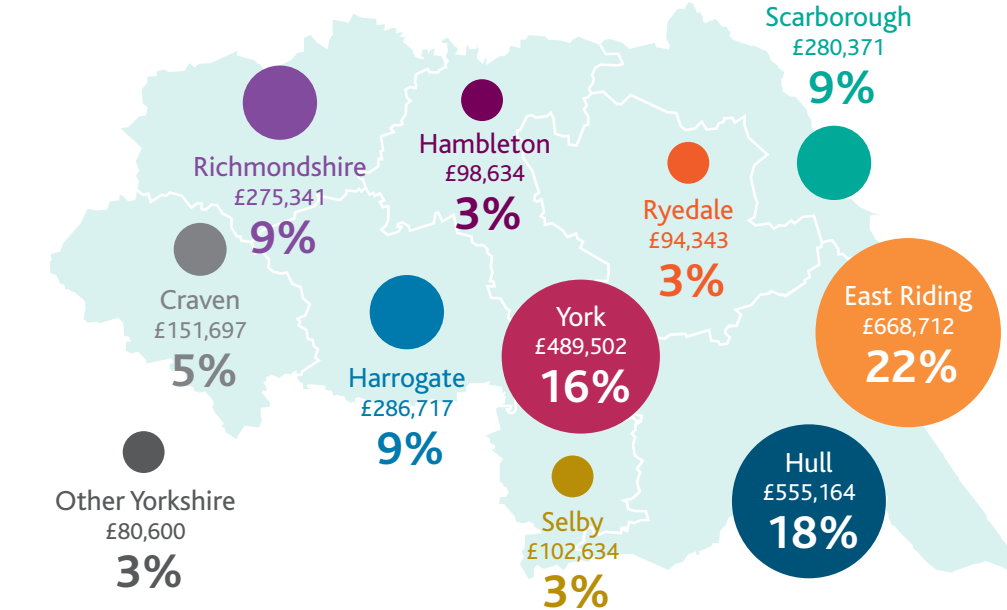 Scarborough
£280,371
9%
Hambleton
£98,634
3%
Richmondshire
£275,341
9%
Ryedale
£94,343
3%
Craven
£151,697
5%
York
£489,502
16%
East Riding
£668,712
22%
Harrogate
£286,717
9%
Hull
£555,164
18%
Other Yorkshire
£80,600
3%
Selby
£102,634
3%